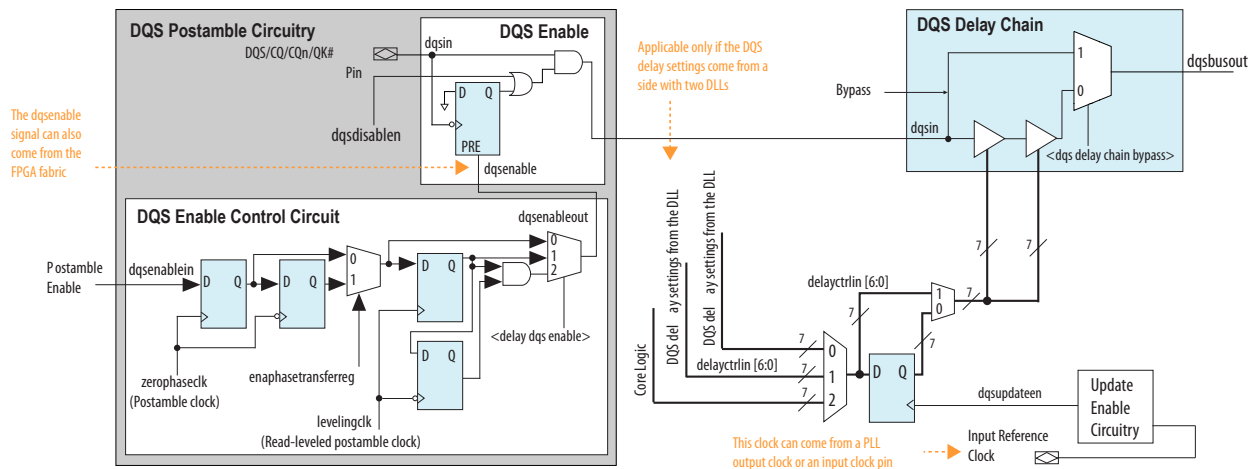 DQS Postamble Circuitry
DQS/CQ/CQn/QK#
Pin
dqsin
DQS Enable
D Q
PRE
dqsdisablen
dqsenable
The dqsenable
signal can also
come from the
FPGA fabric
DQS Enable Control Circuit
dqsenableout
Postamble
Enable
dqsenablein
D Q
D Q
0
1
D Q
D Q
0
1
2
<delay dqs enable>
zerophaseclk
(Postamble clock)
enaphasetransferreg
levelingclk
(Read-leveled postamble clock)
Applicable only if the DQS
delay settings come from a
side with two DLLs
DQS Delay Chain
Bypass
dqsin
1
0
dqsbusout
<dqs delay chain bypass>
7
7
Core Logic
DQS del ay settings from the DLL
DQS del ay settings from the DLL
delayctrlin [6:0]
7
7
7
0
1
2
delayctrlin [6:0]
7
7
1
0
7
D Q
dqsupdateen
Update
Enable
Circuitry
This clock can come from a PLL
output clock or an input clock pin
Input Reference
Clock